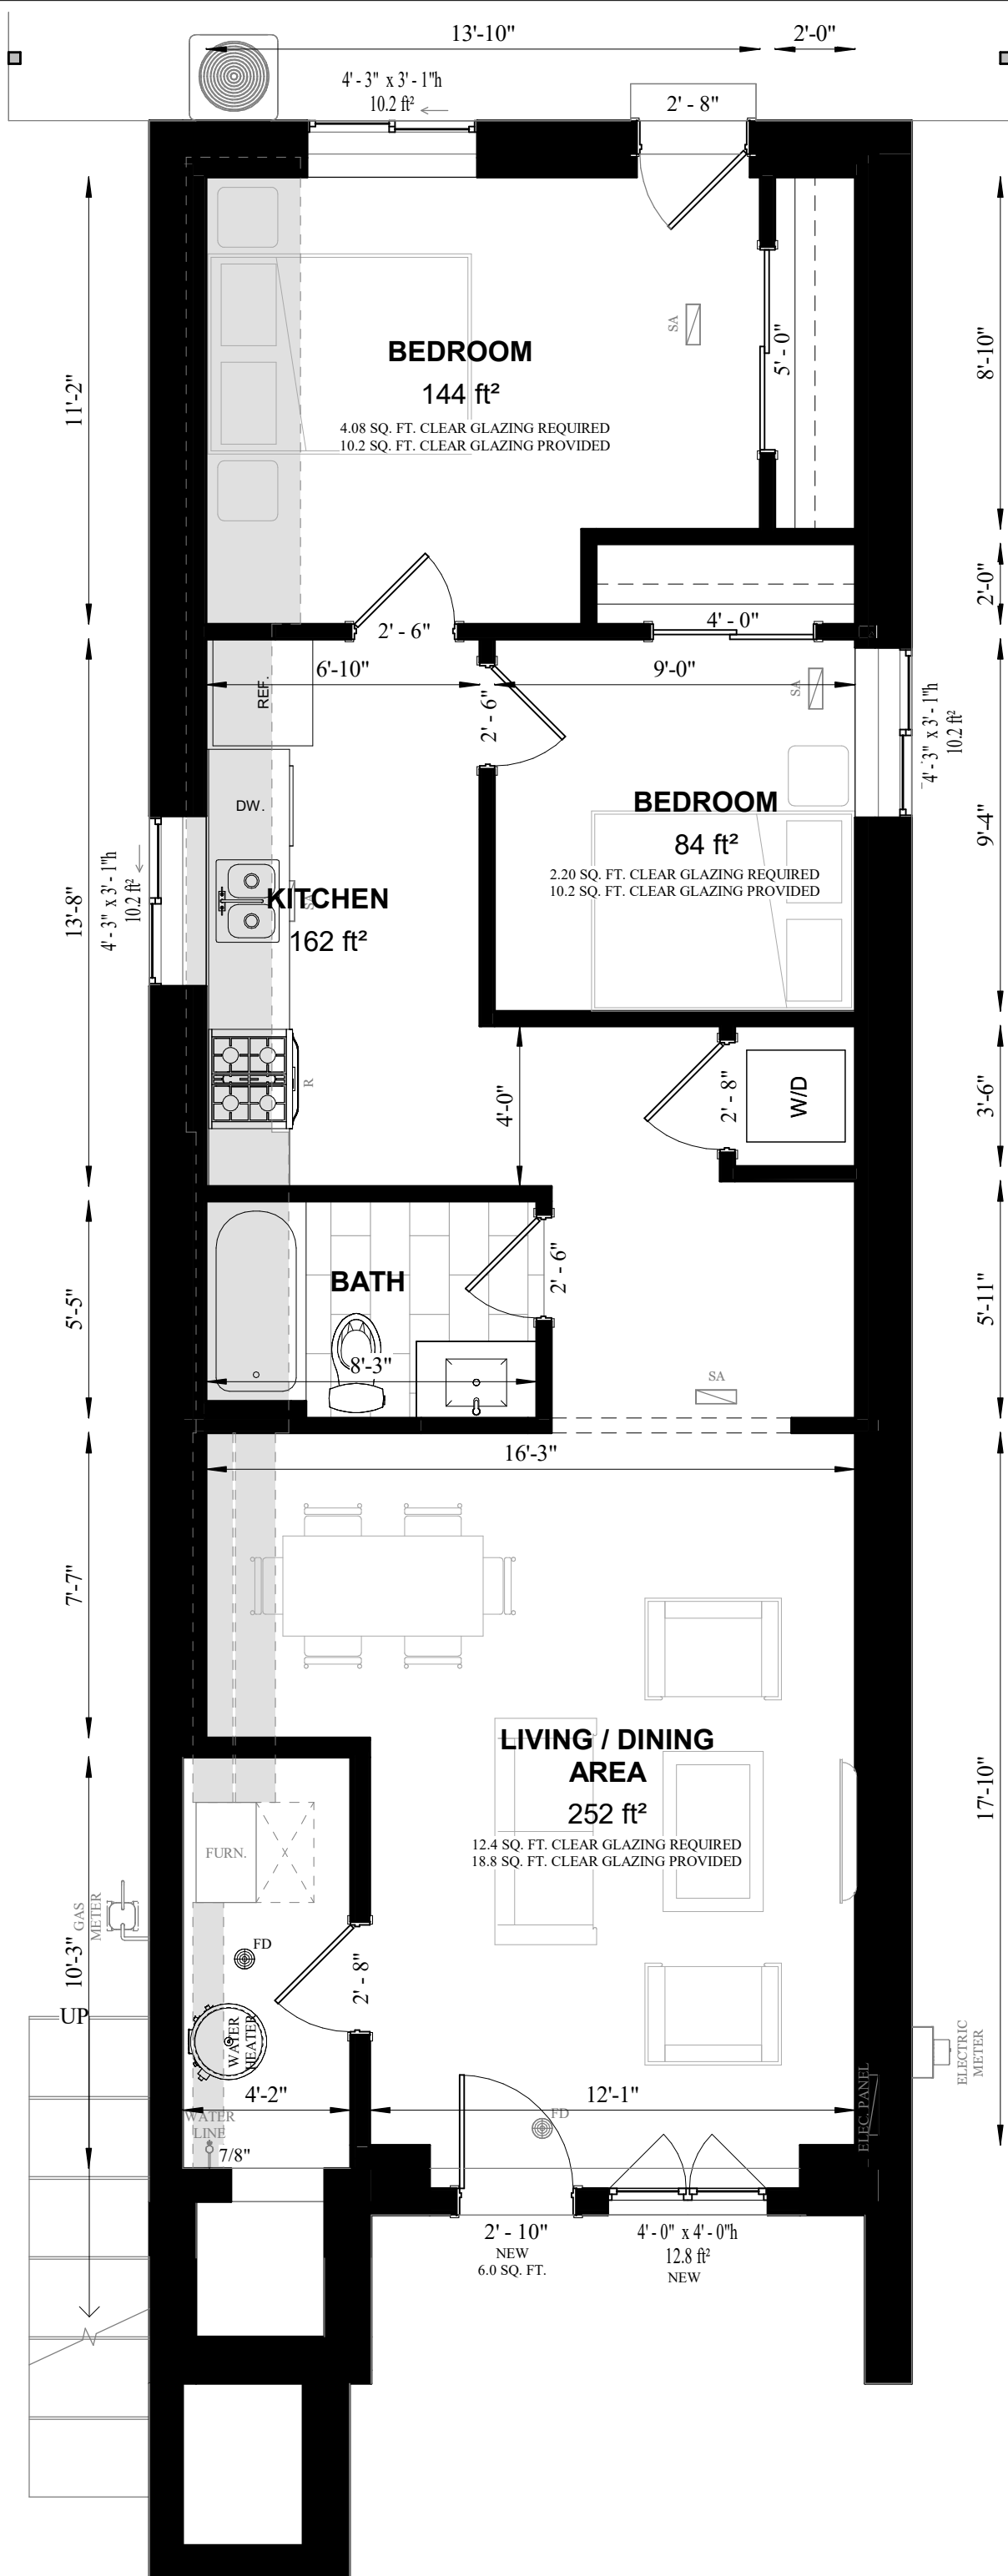 13'-10"
2'-0"
4' - 3" x 3' - 1"h
10.2 ft²
2' - 8"
11'-2"
8'-10"
SA
BEDROOM
144 ft²
4.08 SQ. FT. CLEAR GLAZING REQUIRED
10.2 SQ. FT. CLEAR GLAZING PROVIDED
5' - 0"
2'-0"
4' - 0"
2' - 6"
6'-10"
9'-0"
REF.
2' - 6"
SA
4' - 3" x 3' - 1"h
10.2 ft²
DW.
BEDROOM
84 ft²
2.20 SQ. FT. CLEAR GLAZING REQUIRED
10.2 SQ. FT. CLEAR GLAZING PROVIDED
9'-4"
13'-8"
4' - 3" x 3' - 1"h
10.2 ft²
KITCHEN
162 ft²
R
4'-0"
2' - 8"
W/D
3'-6"
BATH
2' - 6"
5'-5"
5'-11"
8'-3"
SA
16'-3"
7'-7"
LIVING / DINING
AREA
252 ft²
12.4 SQ. FT. CLEAR GLAZING REQUIRED
18.8 SQ. FT. CLEAR GLAZING PROVIDED
17'-10"
FURN.
X
GAS
METER
10'-3"
FD
2' - 8"
UP
WATER
HEATER
ELECTRIC
METER
4'-2"
12'-1"
ELEC. PANEL
WATER
LINE
7/8"
FD
2' - 10"
NEW
6.0 SQ. FT.
4' - 0" x 4' - 0"h
12.8 ft²
NEW